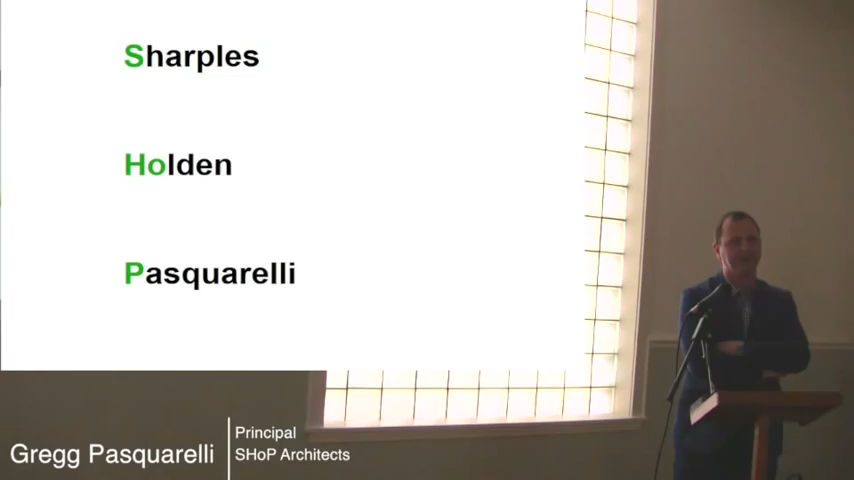 Sharples
Holden
Pasquarelli
Gregg Pasquarelli
Principal
SHoP Architects